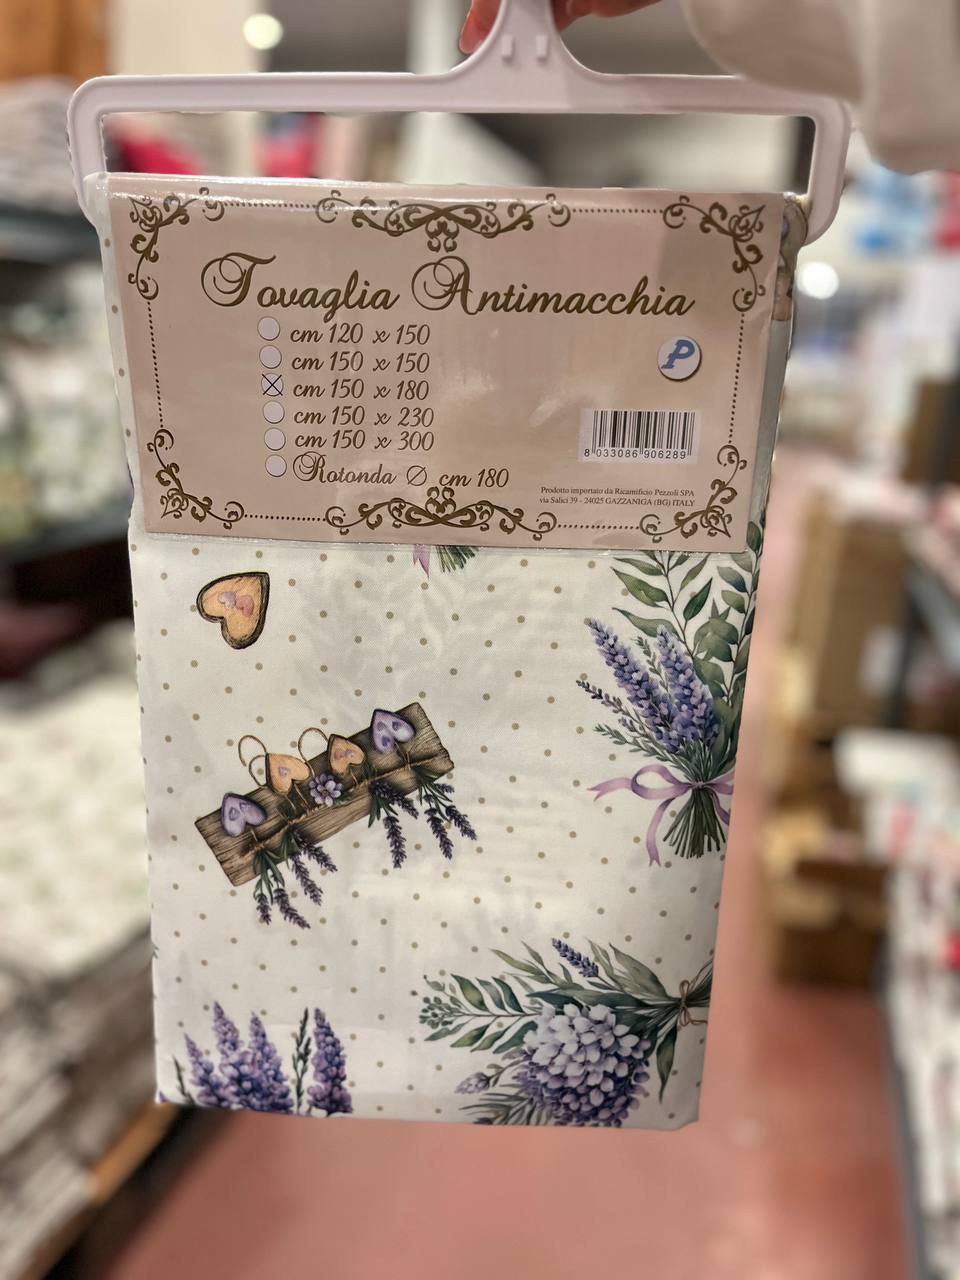 Tovaglia Antimacchia
cm 120 x 150
cm 150 x 150
cm 150 x 180
cm 150 x 230
cm 150 x 300
Rotonda Ø cm 180
P
8 033086 906289
Prodotto importato da Ricamificio Pezzoli SPA
via Salici 39 - 24025 GAZZANIGA (BG) ITALY